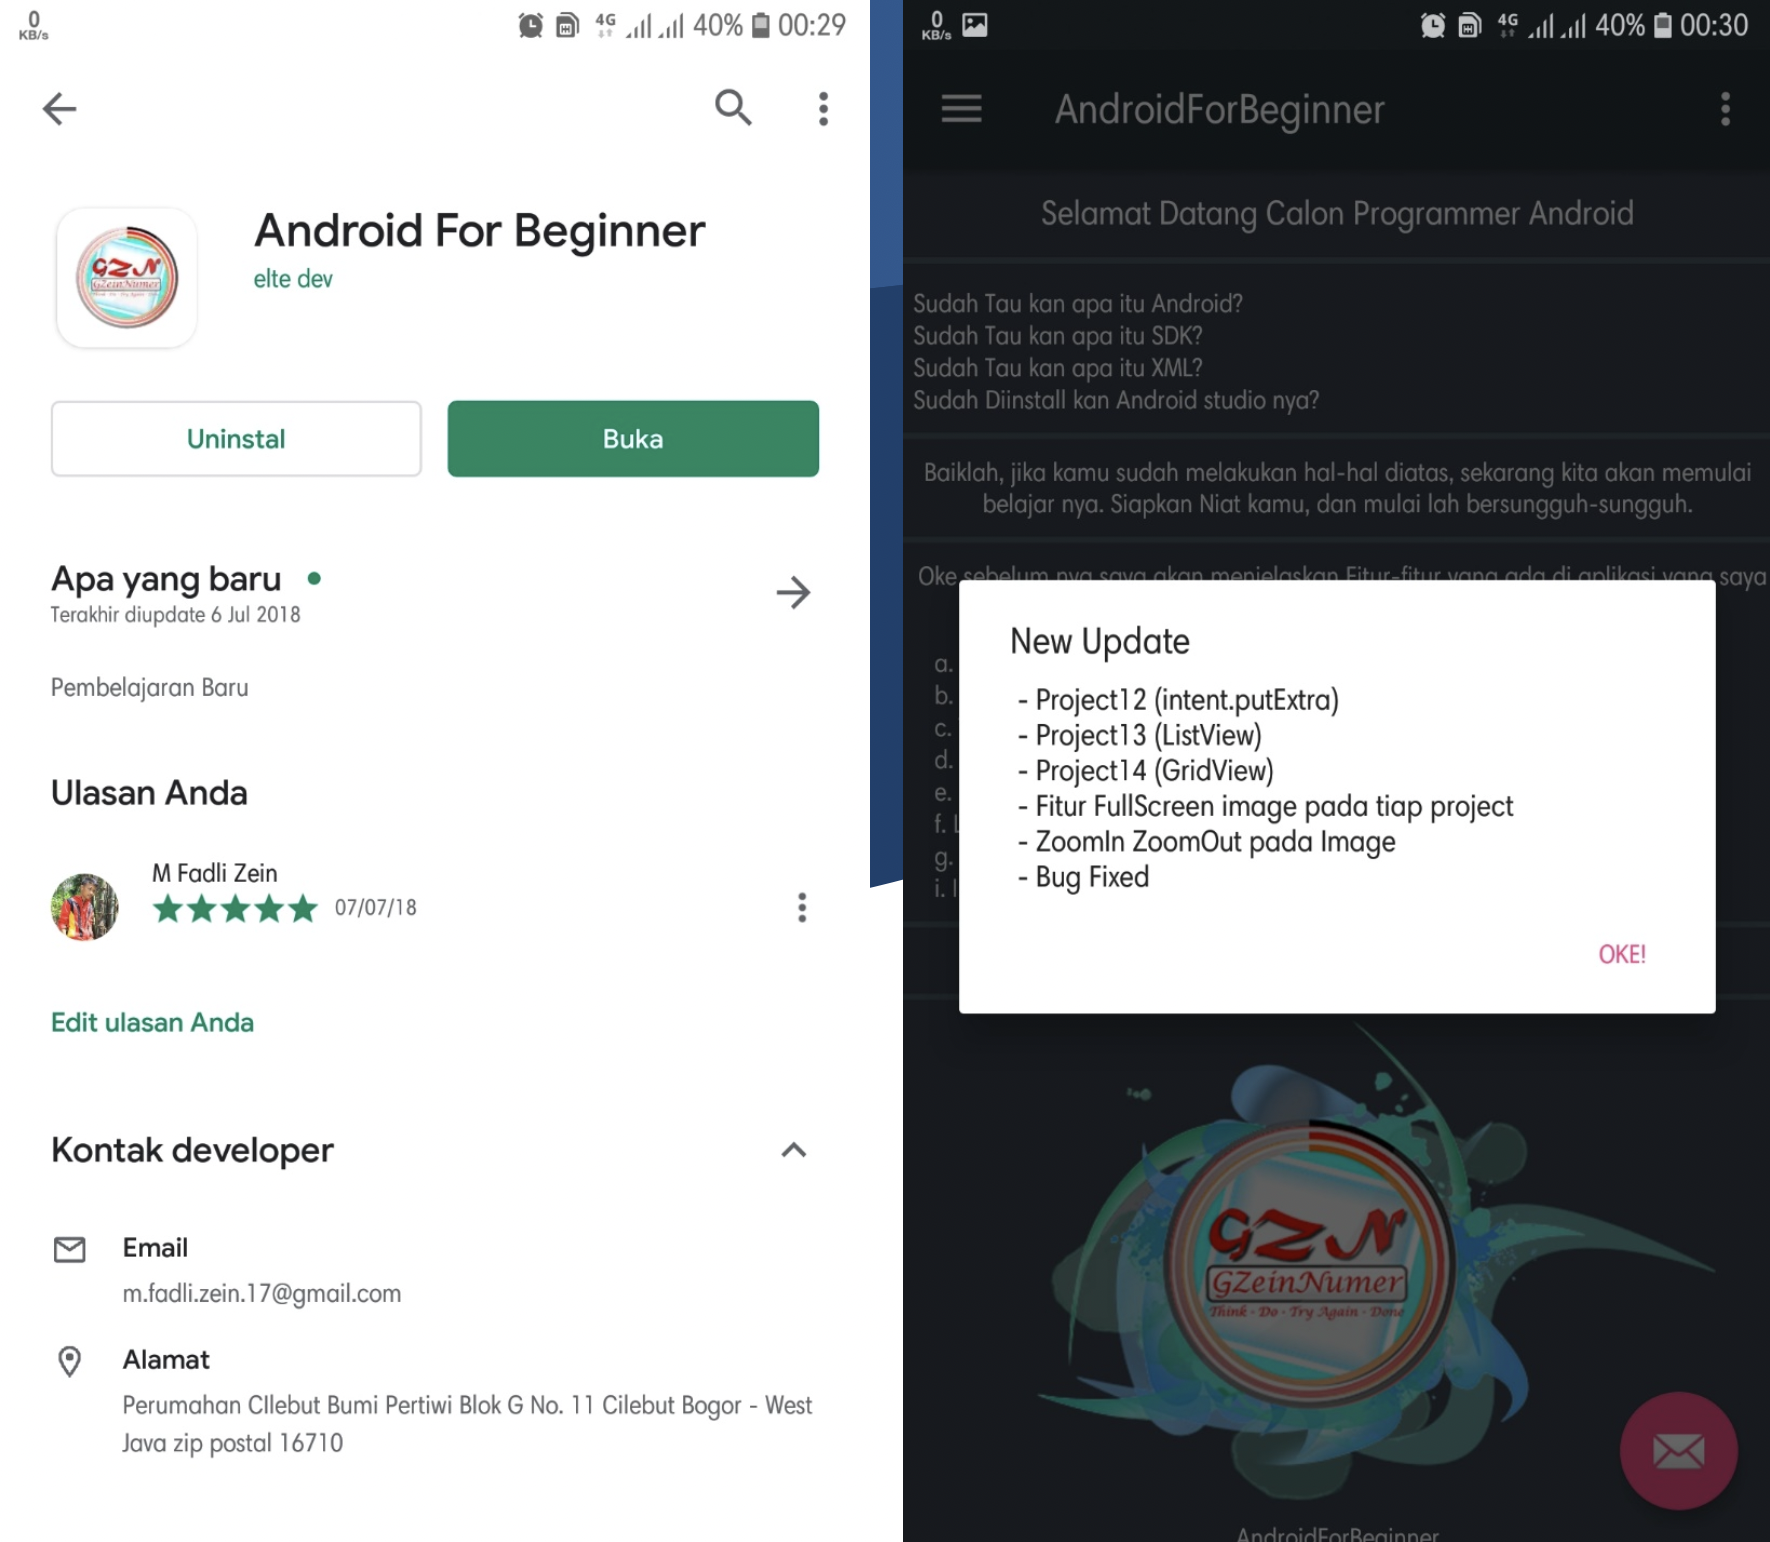 0
KB/s
4G
40%
00:29
Android For Beginner
elte dev
GZN
GZeinNumer
Uninstal
Buka
Apa yang baru
Terakhir diupdate 6 Jul 2018
Pembelajaran Baru
Ulasan Anda
M Fadli Zein
07/07/18
Edit ulasan Anda
Kontak developer
Email
m.fadli.zein.17@gmail.com
Alamat
Perumahan CIlebut Bumi Pertiwi Blok G No. 11 Cilebut Bogor - West
Java zip postal 16710
0
KB/s
4G
40%
00:30
AndroidForBeginner
Selamat Datang Calon Programmer Android
Sudah Tau kan apa itu Android?
Sudah Tau kan apa itu SDK?
Sudah Tau kan apa itu XML?
Sudah Diinstall kan Android studio nya?
Baiklah, jika kamu sudah melakukan hal-hal diatas, sekarang kita akan memulai
belajar nya. Siapkan Niat kamu, dan mulai lah bersungguh-sungguh.
Oke sebelum nya saya akan menjelaskan Fitur-fitur yang ada di aplikasi yang saya
a.
b.
c.
d.
e.
f.
g.
i.
New Update
- Project12 (intent.putExtra)
- Project13 (ListView)
- Project14 (GridView)
- Fitur FullScreen image pada tiap project
- ZoomIn ZoomOut pada Image
- Bug Fixed
OKE!
GZN
GZeinNumer
Think - Do - Try Again - Done
AndroidForBeginner